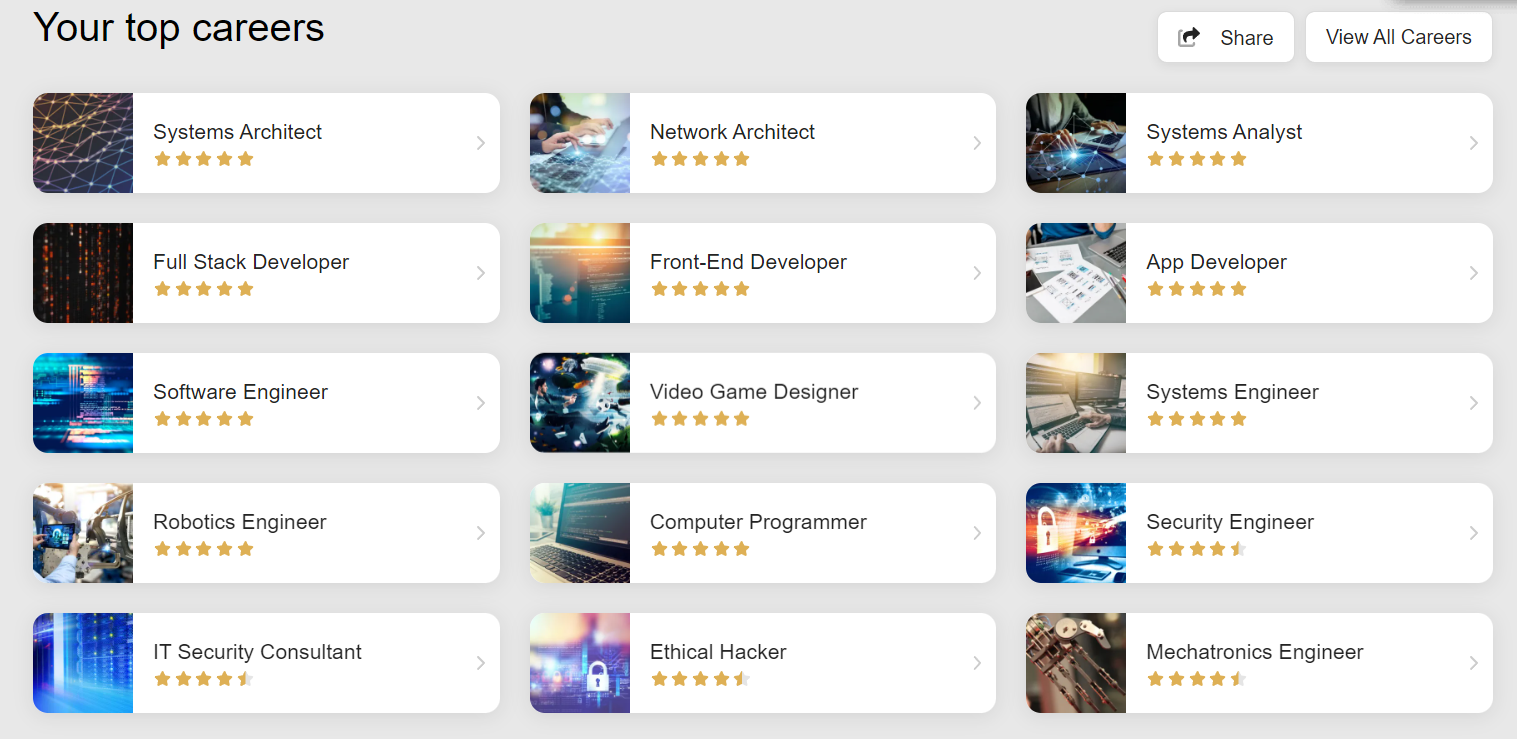 Your top careers
Share
View All Careers
Systems Architect
Network Architect
Systems Analyst
Full Stack Developer
Front-End Developer
App Developer
Software Engineer
Video Game Designer
Systems Engineer
Robotics Engineer
Computer Programmer
Security Engineer
IT Security Consultant
Ethical Hacker
Mechatronics Engineer